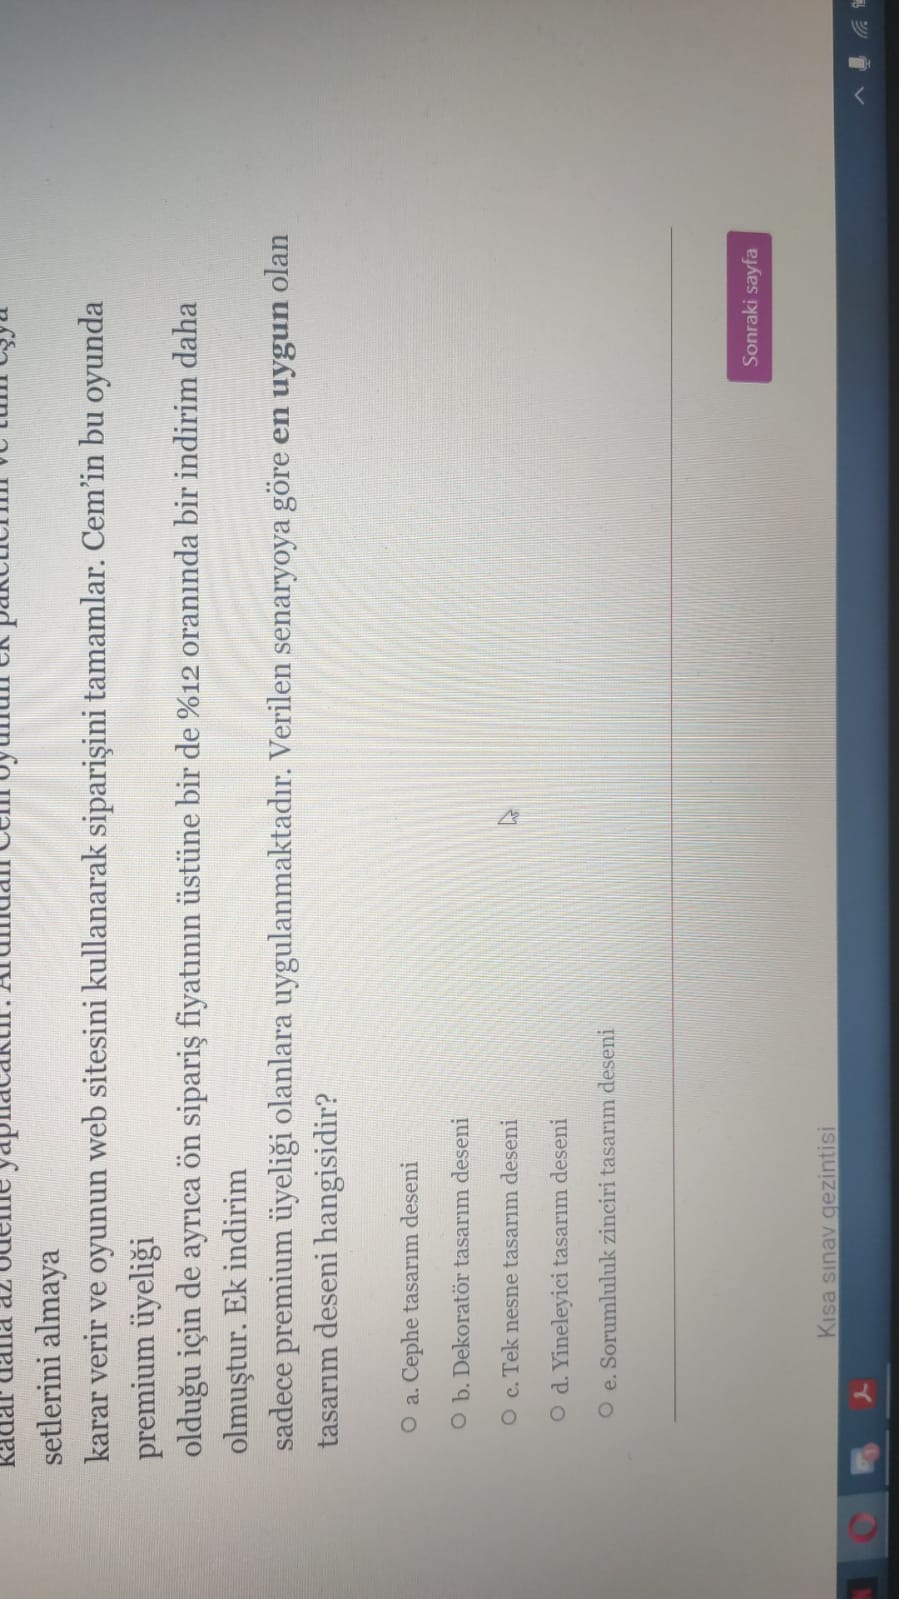 kadar daha az ödeme yapılacaktır. Ardından Cem oyunun ek paketlerini ve tüm eşya
setlerini almaya
karar verir ve oyunun web sitesini kullanarak siparişini tamamlar. Cem’in bu oyunda
premium üyeliği
olduğu için de ayrıca ön sipariş fiyatının üstüne bir de %12 oranında bir indirim daha
olmuştur. Ek indirim
sadece premium üyeliği olanlara uygulanmaktadır. Verilen senaryoya göre en uygun olan
tasarım deseni hangisidir?
a. Cephe tasarım deseni
b. Dekoratör tasarım deseni
c. Tek nesne tasarım deseni
d. Yineleyici tasarım deseni
e. Sorumluluk zinciri tasarım deseni
Sonraki sayfa
Kısa sınav gezintisi